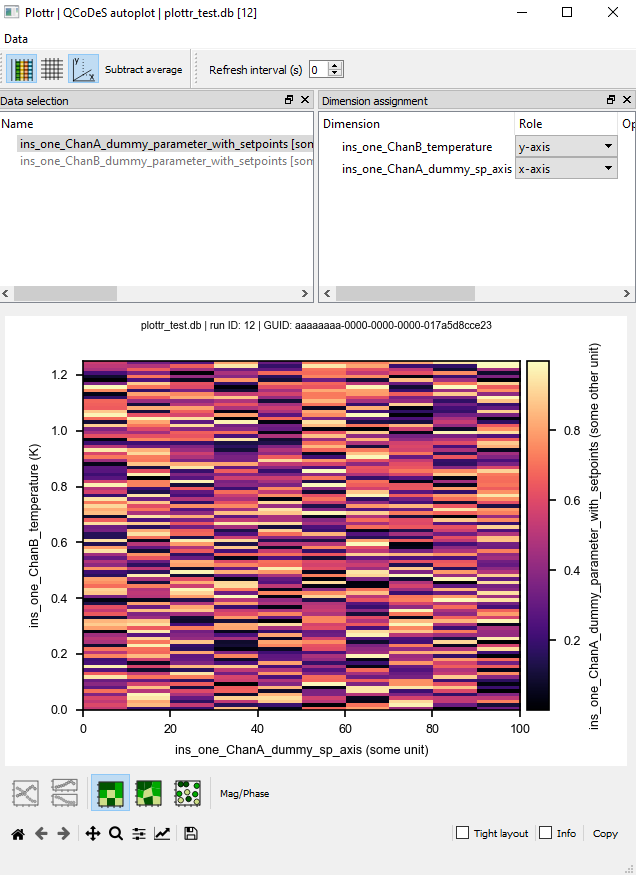 Plottr | QCoDeS autoplot | plottr_test.db [12]
Data
Subtract average
Refresh interval (s) 0
Data selection
Name
ins_one_ChanA_dummy_parameter_with_setpoints [som
ins_one_ChanB_dummy_parameter_with_setpoints [som
Dimension assignment
Dimension Role Op
ins_one_ChanB_temperature y-axis
ins_one_ChanA_dummy_sp_axis x-axis
plottr_test.db | run ID: 12 | GUID: aaaaaaaa-0000-0000-0000-017a5d8cce23
ins_one_ChanB_temperature (K)
1.2
1.0
0.8
0.6
0.4
0.2
0.0
0 20 40 60 80 100
ins_one_ChanA_dummy_sp_axis (some unit)
0.8
0.6
0.4
0.2
ins_one_ChanA_dummy_parameter_with_setpoints (some other unit)
Mag/Phase
Tight layout Info Copy